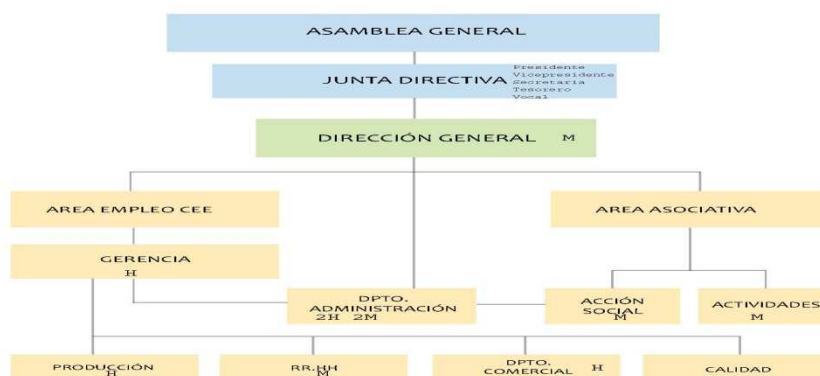 ASAMBLEA GENERAL
JUNTA DIRECTIVA
Presidente
Vicepresidente
Secretaria
Tesorero
Vocal
DIRECCIÓN GENERAL M
AREA EMPLEO CEE
AREA ASOCIATIVA
GERENCIA
H
DPTO.
ADMINISTRACIÓN
2H 2M
ACCIÓN
SOCIAL
M
ACTIVIDADES
M
PRODUCCIÓN
H
RR.HH
M
DPTO.
COMERCIAL H
CALIDAD